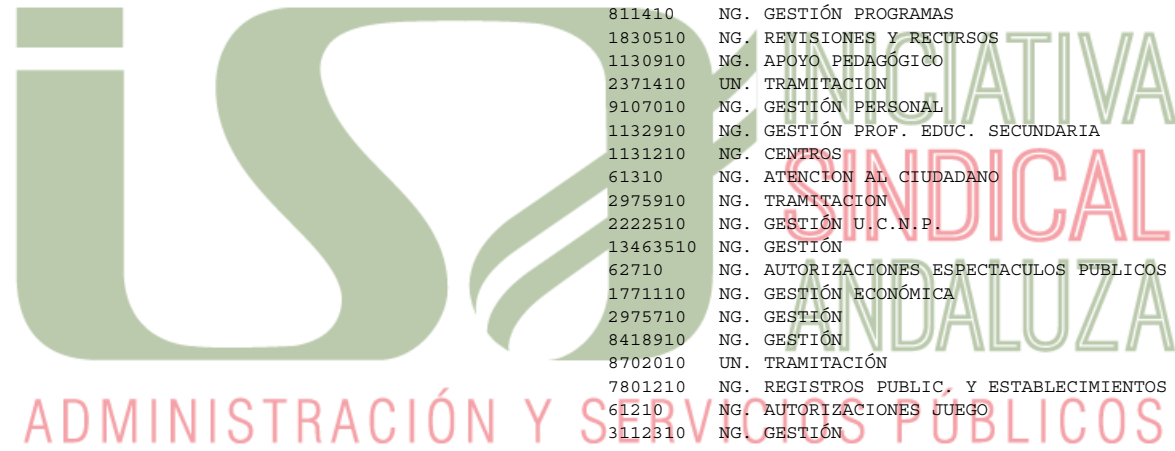 811410 NG. GESTIÓN PROGRAMAS
1830510 NG. REVISIONES Y RECURSOS
1130910 NG. APOYO PEDAGÓGICO
2371410 UN. TRAMITACION
9107010 NG. GESTIÓN PERSONAL
1132910 NG. GESTIÓN PROF. EDUC. SECUNDARIA
1131210 NG. CENTROS
61310 NG. ATENCION AL CIUDADANO
2975910 NG. TRAMITACION
2222510 NG. GESTIÓN U.C.N.P.
13463510 NG. GESTIÓN
62710 NG. AUTORIZACIONES ESPECTACULOS PUBLICOS
1771110 NG. GESTIÓN ECONÓMICA
2975710 NG. GESTIÓN
8418910 NG. GESTIÓN
8702010 UN. TRAMITACIÓN
7801210 NG. REGISTROS PUBLIC. Y ESTABLECIMIENTOS
61210 NG. AUTORIZACIONES JUEGO
3112310 NG. GESTIÓN
isa
INICIATIVA
SINDICAL
ANDALUZA
ADMINISTRACIÓN Y SERVICIOS PÚBLICOS